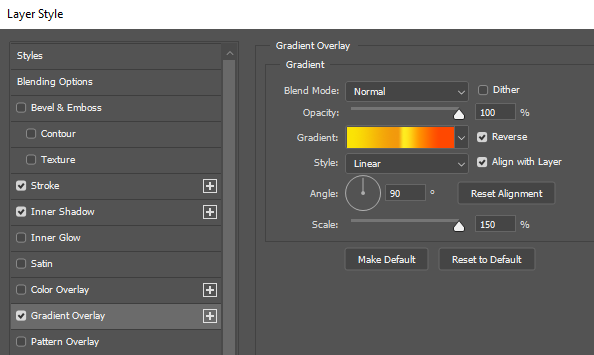 Layer Style
Styles
Blending Options
Bevel & Emboss
Contour
Texture
Stroke
Inner Shadow
Inner Glow
Satin
Color Overlay
Gradient Overlay
Pattern Overlay
Gradient Overlay
Gradient
Blend Mode: Normal Dither
Opacity: 100 %
Gradient: Reverse
Style: Linear Align with Layer
Angle: 90 ° Reset Alignment
Scale: 150 %
Make Default Reset to Default